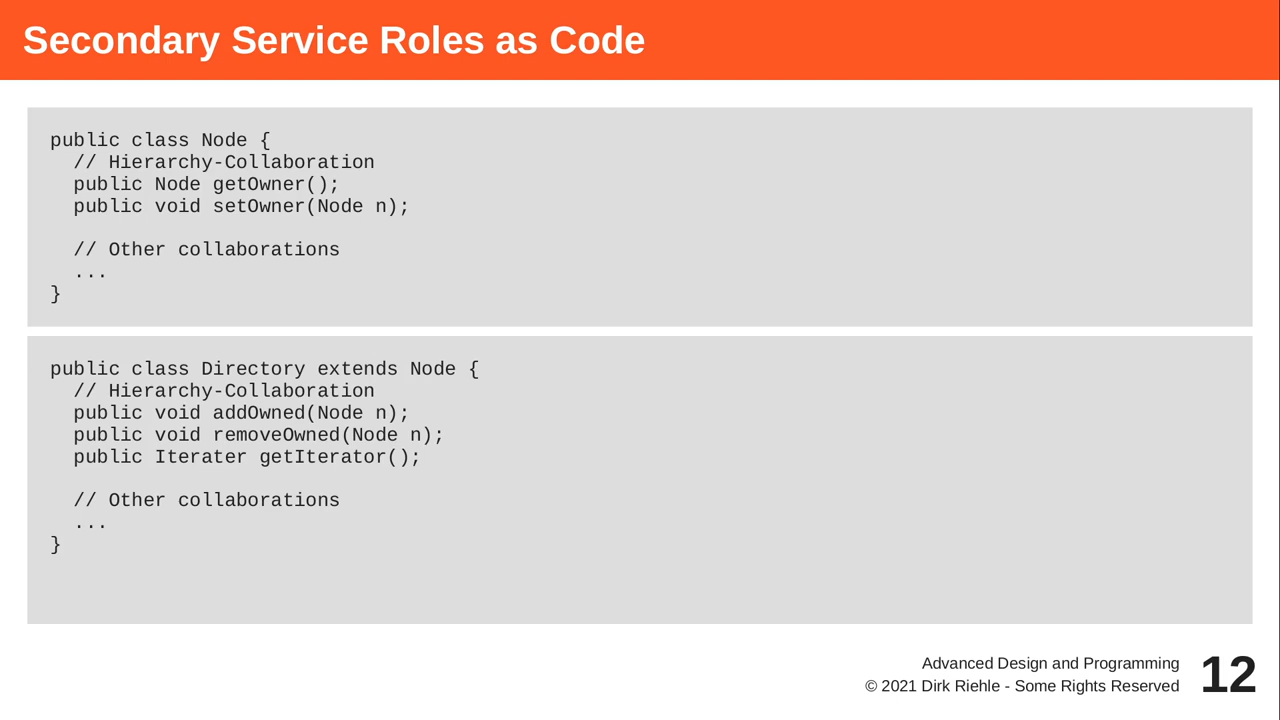 Secondary Service Roles as Code
public class Node {
  // Hierarchy-Collaboration
  public Node getOwner();
  public void setOwner(Node n);

  // Other collaborations
  ...
}
public class Directory extends Node {
  // Hierarchy-Collaboration
  public void addOwned(Node n);
  public void removeOwned(Node n);
  public Iterater getIterator();

  // Other collaborations
  ...
}
Advanced Design and Programming
© 2021 Dirk Riehle - Some Rights Reserved
12